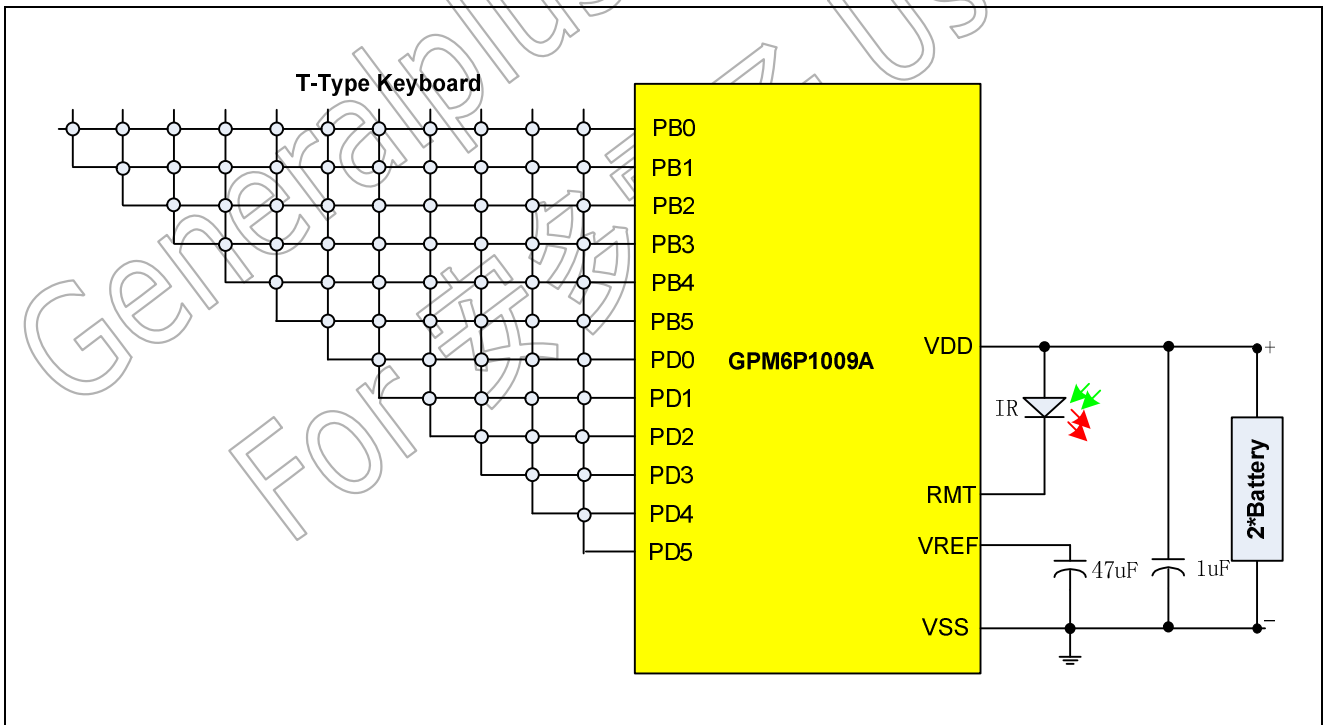 T-Type Keyboard
PB0
PB1
PB2
PB3
PB4
PB5
PD0
PD1
PD2
PD3
PD4
PD5
GPM6P1009A
VDD
RMT
VREF
VSS
IR
47uF
1uF
+
2*Battery
-
Generalplus
For 安